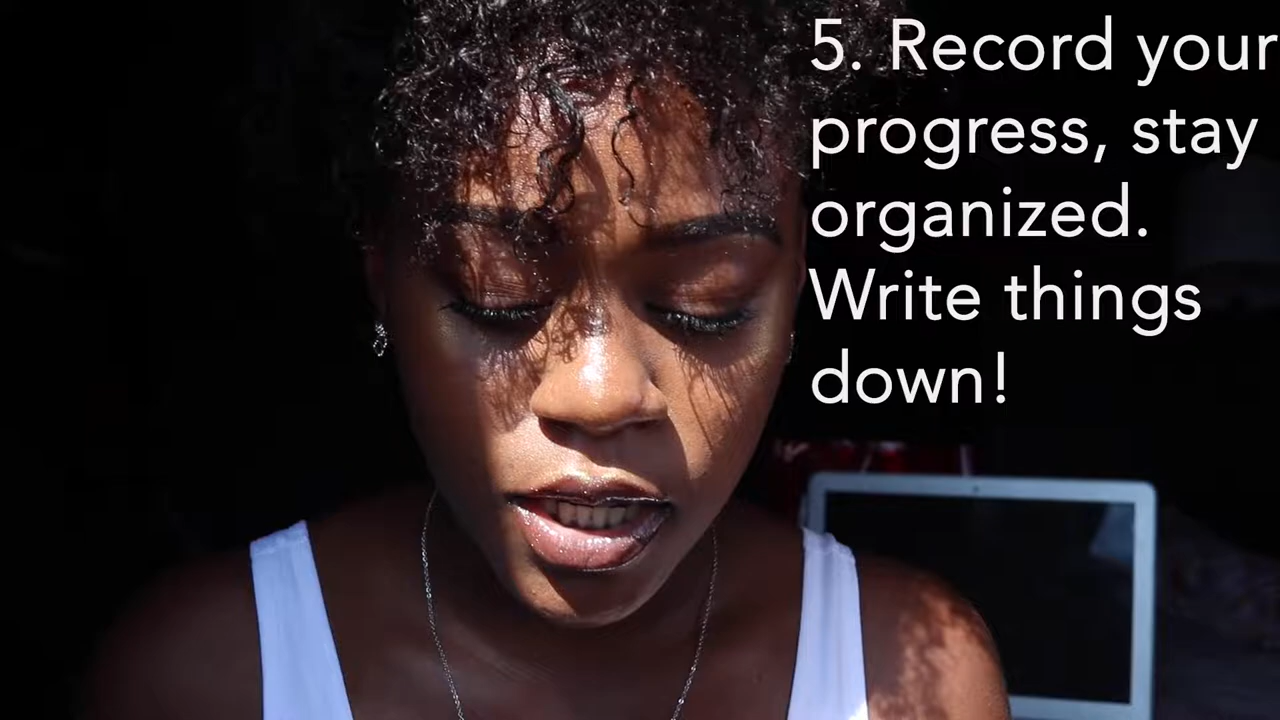 5. Record your
progress, stay
organized.
Write things
down!